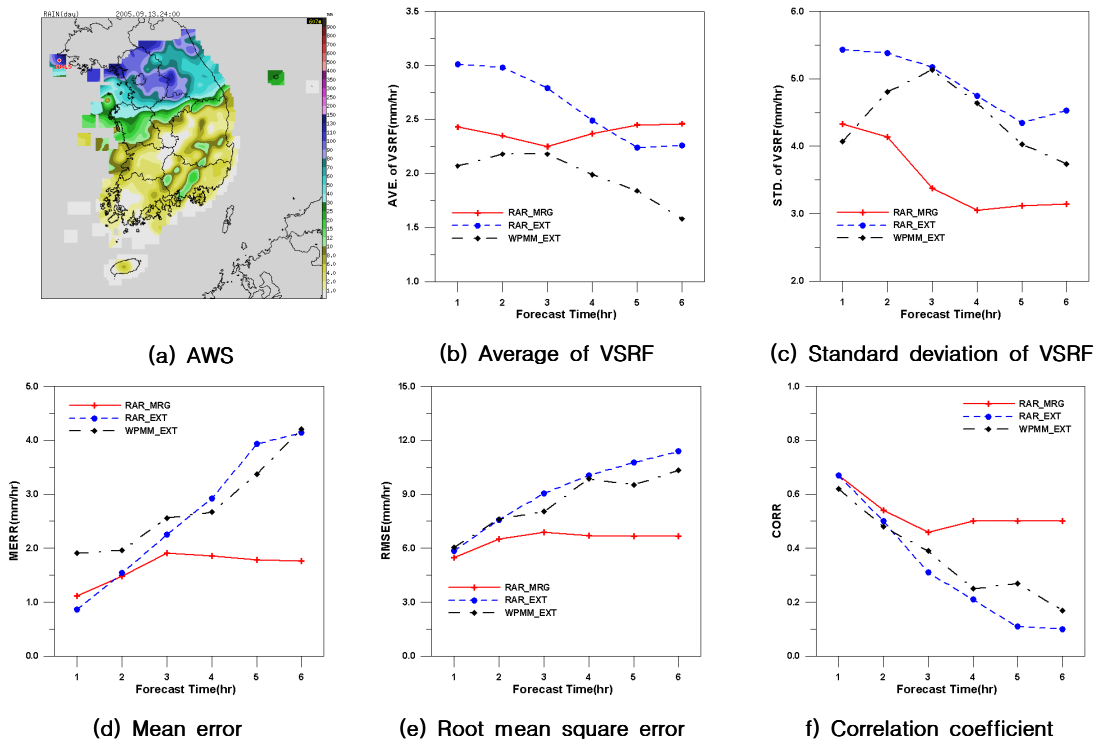 RAIN(day) 2005.09.13.24:00
(a) AWS
3.5
3.0
2.5
2.0
1.5
1.0
AVE. of VSRF(mm/hr)
RAR_MRG
RAR_EXT
WPMM_EXT
1 2 3 4 5 6
Forecast Time(hr)
(b) Average of VSRF
6.0
5.0
4.0
3.0
2.0
STD. of VSRF(mm/hr)
RAR_MRG
RAR_EXT
WPMM_EXT
1 2 3 4 5 6
Forecast Time(hr)
(c) Standard deviation of VSRF
5.0
4.0
3.0
2.0
1.0
0.0
MERR(mm/hr)
RAR_MRG
RAR_EXT
WPMM_EXT
1 2 3 4 5 6
Forecast Time(hr)
(d) Mean error
15.0
12.0
9.0
6.0
3.0
0.0
RMSE(mm/hr)
RAR_MRG
RAR_EXT
WPMM_EXT
1 2 3 4 5 6
Forecast Time(hr)
(e) Root mean square error
1.0
0.8
0.6
0.4
0.2
0.0
CORR
RAR_MRG
RAR_EXT
WPMM_EXT
1 2 3 4 5 6
Forecast Time(hr)
f) Correlation coefficient